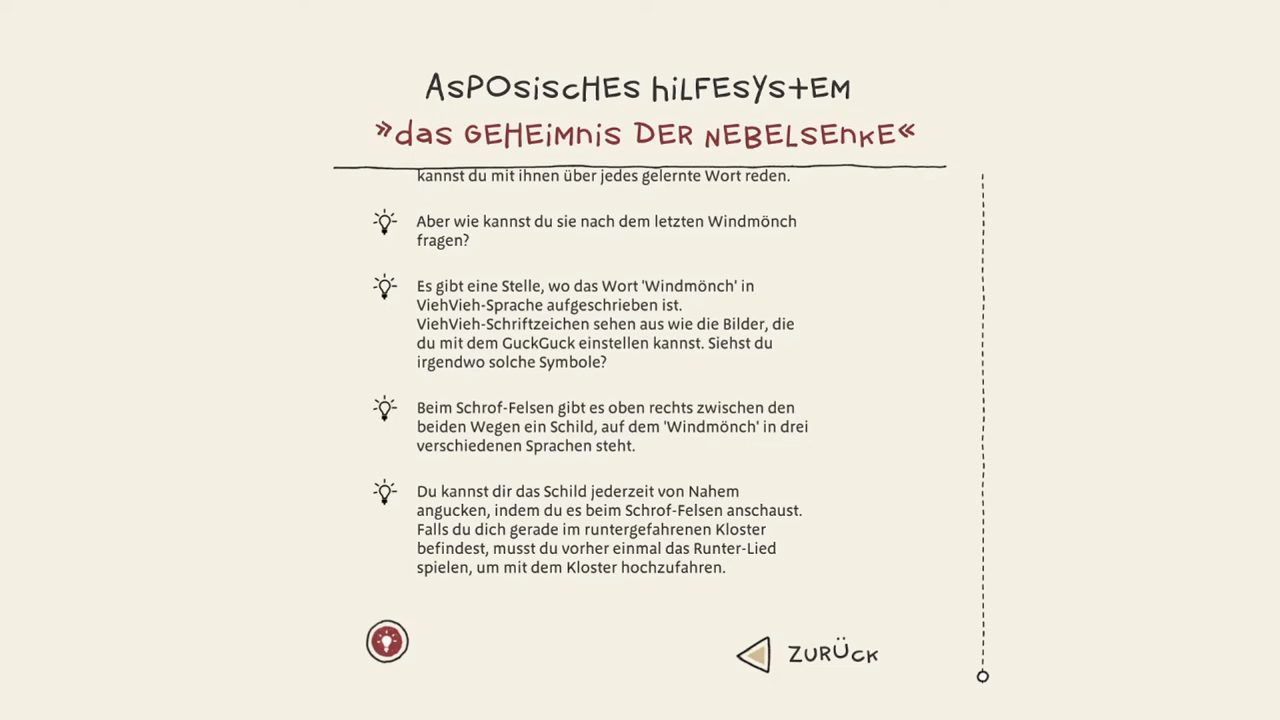 AsPOsiscHEs hiLFEsYstEM
»das GEHEiMnis DER NEBELSEnKE«
kannst du mit ihnen über jedes gelernte Wort reden.
Aber wie kannst du sie nach dem letzten Windmönch
fragen?
Es gibt eine Stelle, wo das Wort 'Windmönch' in
ViehVieh-Sprache aufgeschrieben ist.
ViehVieh-Schriftzeichen sehen aus wie die Bilder, die
du mit dem GuckGuck einstellen kannst. Siehst du
irgendwo solche Symbole?
Beim Schrof-Felsen gibt es oben rechts zwischen den
beiden Wegen ein Schild, auf dem 'Windmönch' in drei
verschiedenen Sprachen steht.
Du kannst dir das Schild jederzeit von Nahem
angucken, indem du es beim Schrof-Felsen anschaust.
Falls du dich gerade im runtergefahrenen Kloster
befindest, musst du vorher einmal das Runter-Lied
spielen, um mit dem Kloster hochzufahren.
ZURÜCK